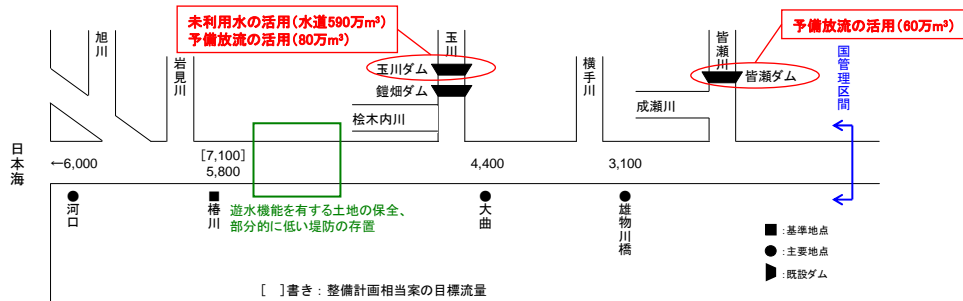 未利用水の活用(水道590万m³)
予備放流の活用(80万m³)
予備放流の活用(60万m³)
旭川
岩見川
玉川
玉川ダム
鎧畑ダム
桧木内川
横手川
皆瀬川
皆瀬ダム
成瀬川
国管理区間
日本海
←6,000
[7,100]
5,800
4,400
3,100
河口
椿川
遊水機能を有する土地の保全、
部分的に低い堤防の存置
大曲
雄物川橋
■:基準地点
●:主要地点
:既設ダム
[ ]書き:整備計画相当案の目標流量